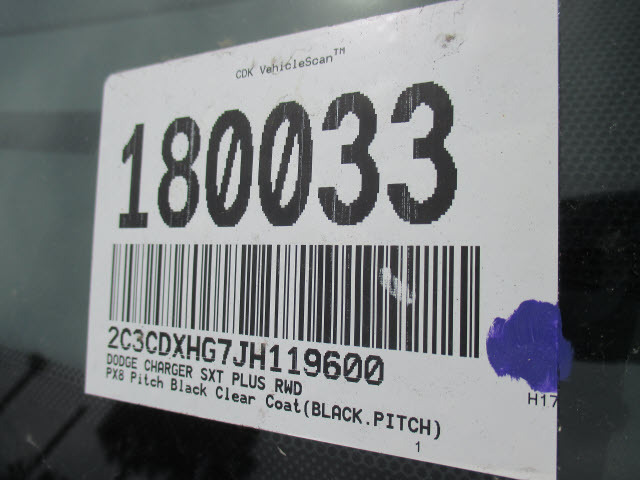 CDK VehicleScan™
180033
2C3CDXHG7JH119600
DODGE CHARGER SXT PLUS RWD
PX8 Pitch Black Clear Coat(BLACK.PITCH)
H17
1